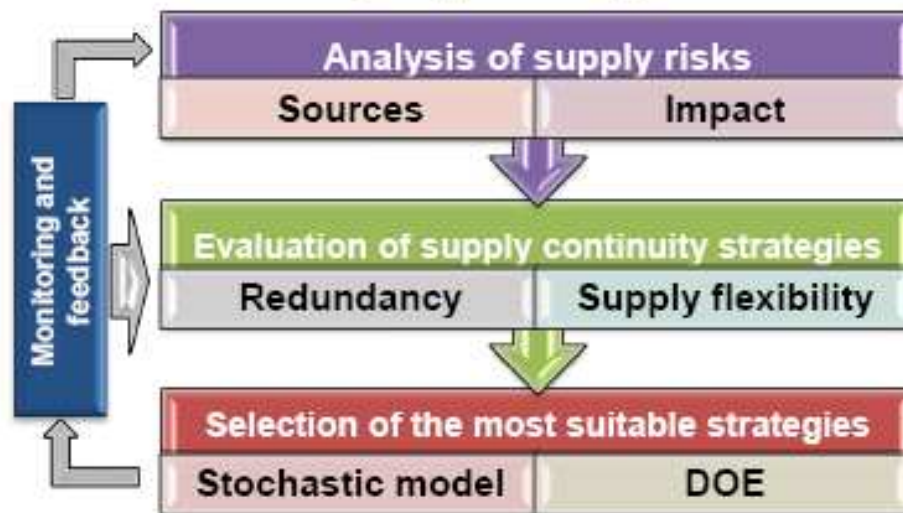 Analysis of supply risks
Sources
Impact
Monitoring and
feedback
Evaluation of supply continuity strategies
Redundancy
Supply flexibility
Selection of the most suitable strategies
Stochastic model
DOE